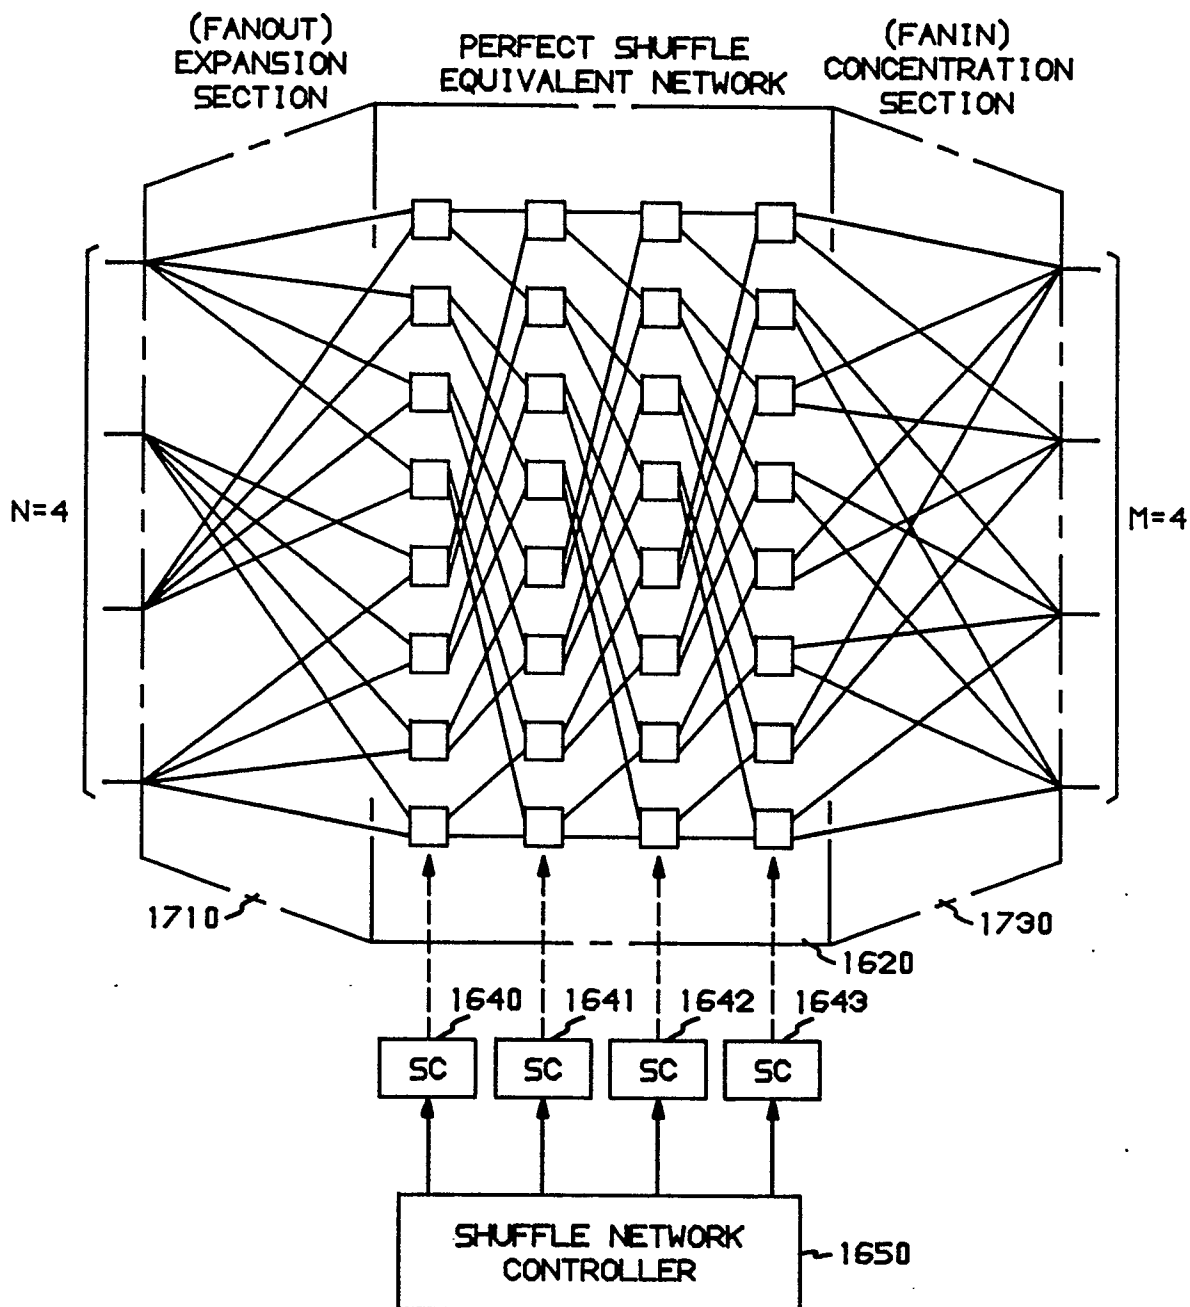 (FANOUT)
EXPANSION
SECTION
PERFECT SHUFFLE
EQUIVALENT NETWORK
(FANIN)
CONCENTRATION
SECTION
N=4
M=4
1710
1730
1620
1640
1641
1642
1643
SC
SC
SC
SC
SHUFFLE NETWORK
CONTROLLER
1650